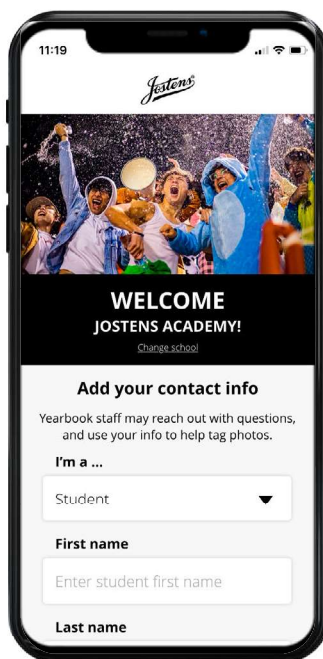 11:19
Jostens
WELCOME
JOSTENS ACADEMY!
Change school
Add your contact info
Yearbook staff may reach out with questions,
and use your info to help tag photos.
I'm a ...
Student
First name
Enter student first name
Last name